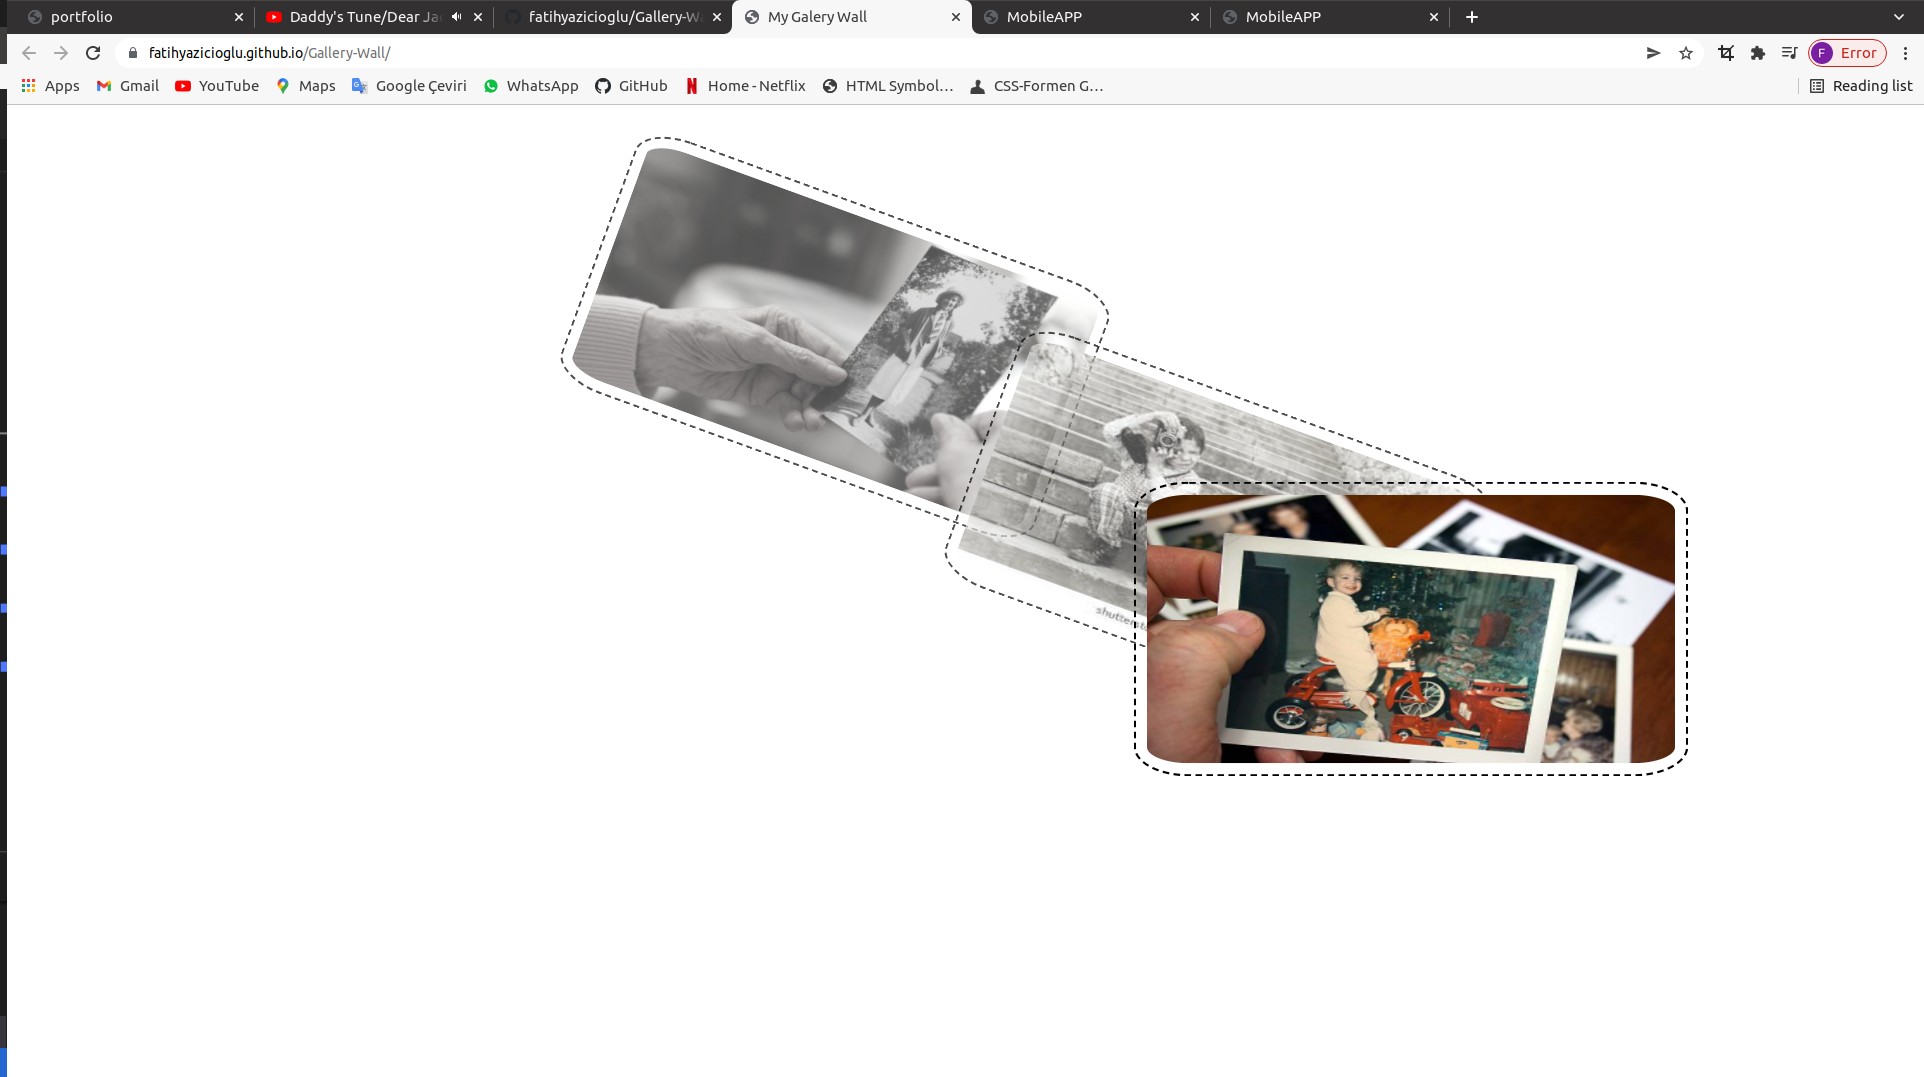 portfolio
Daddy's Tune/Dear Ja
fatihyazicioglu/Gallery-W
My Galery Wall
MobileAPP
MobileAPP
fatihyazicioglu.github.io/Gallery-Wall/
F Error
Apps
Gmail
YouTube
Maps
Google Çeviri
WhatsApp
GitHub
Home - Netflix
HTML Symbol…
CSS-Formen G…
Reading list
shutterst